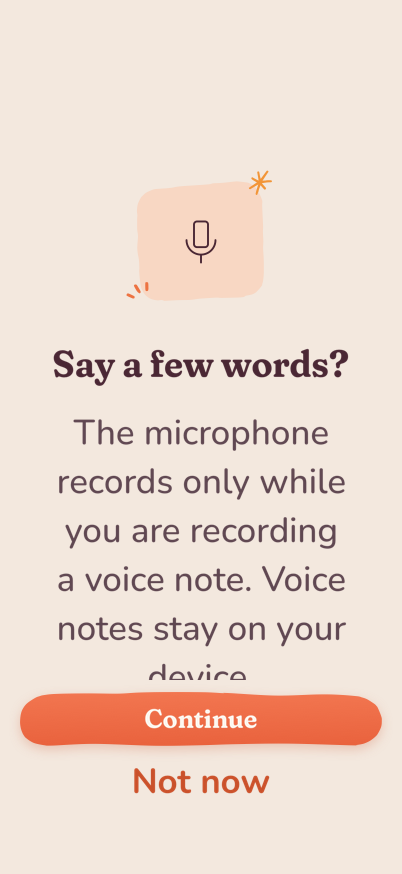 Say a few words?
The microphone
records only while
you are recording
a voice note. Voice
notes stay on your
device
Continue
Not now